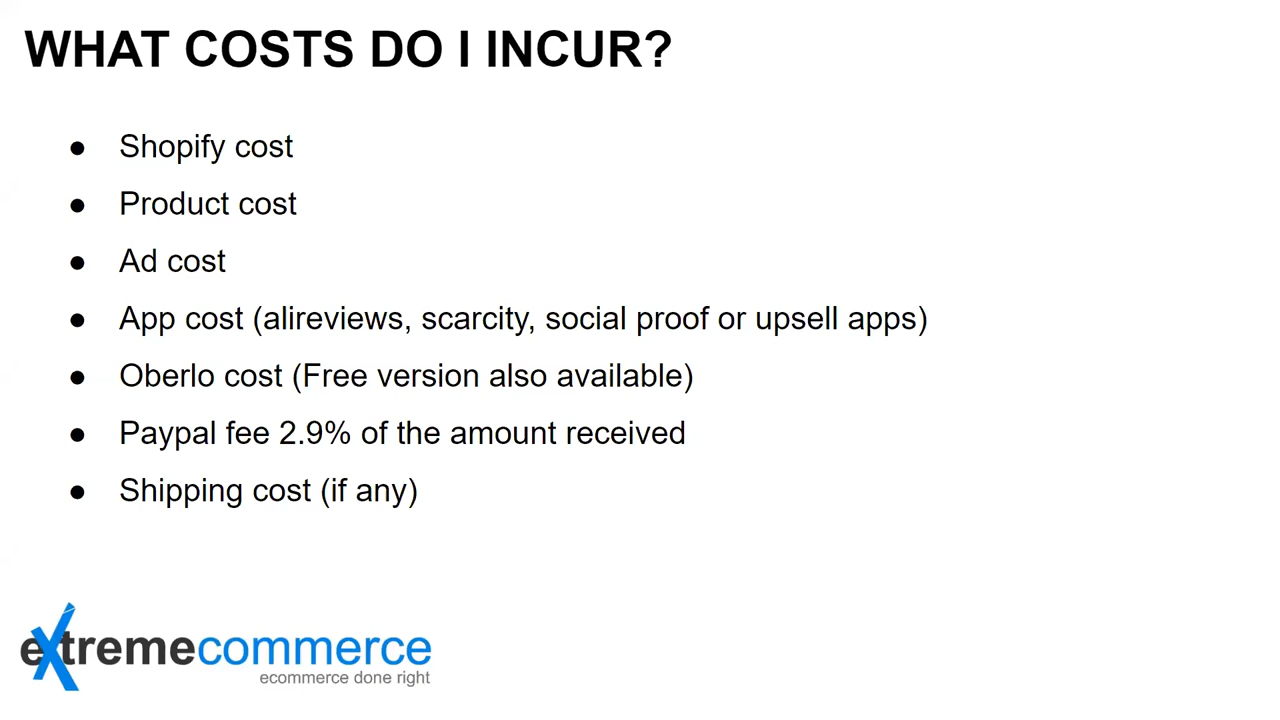 WHAT COSTS DO I INCUR?
● Shopify cost
● Product cost
● Ad cost
● App cost (alireviews, scarcity, social proof or upsell apps)
● Oberlo cost (Free version also available)
● Paypal fee 2.9% of the amount received
● Shipping cost (if any)
extremecommerce
ecommerce done right